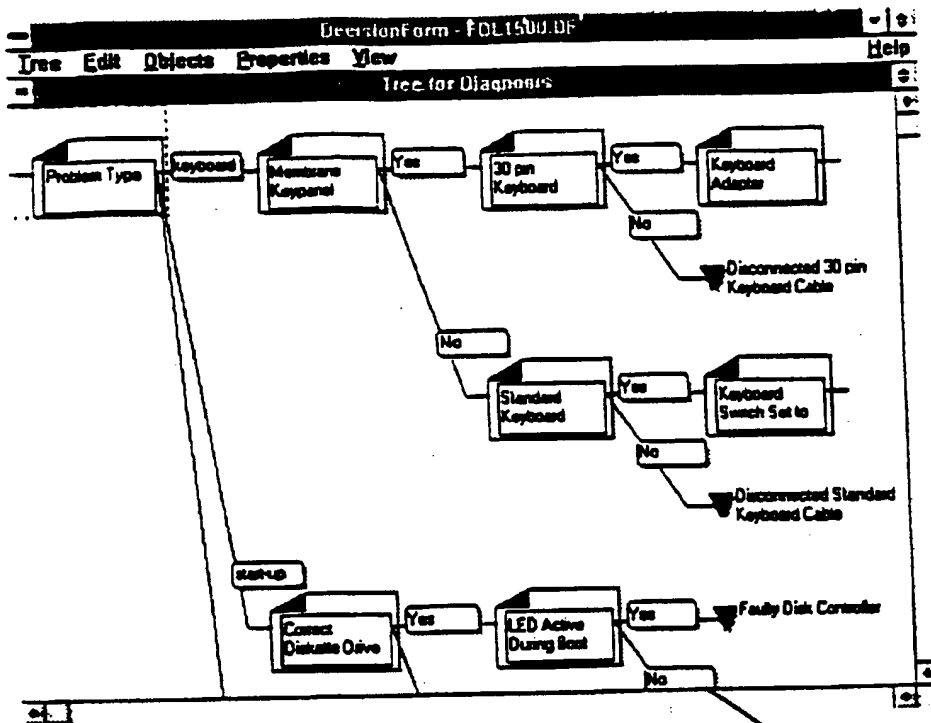 DecisionForm - FDL1500.DF
Tree Edit Objects Properties View Help
Tree for Diagnosis
Problem Type
keyboard
Membrane
Keypanel
Yes
30 pin
Keyboard
Yes
Keyboard
Adapter
No
Disconnected 30 pin
Keyboard Cable
No
Standard
Keyboard
Yes
Keyboard
Switch Set to
No
Disconnected Standard
Keyboard Cable
start-up
Correct
Diskette Drive
Yes
LED Active
During Boot
Yes
Faulty Disk Controller
No